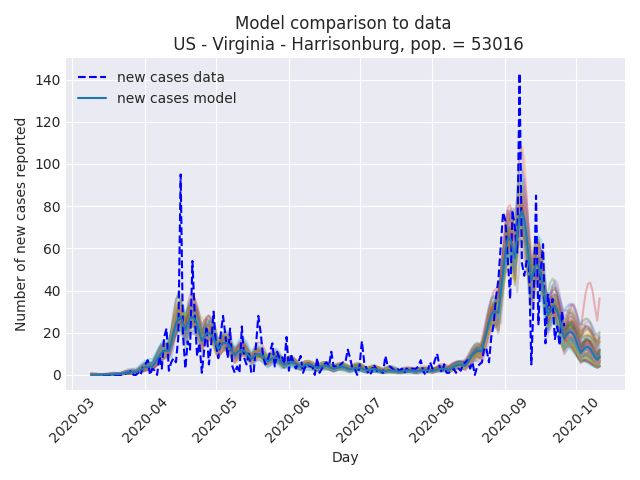 Model comparison to data
US - Virginia - Harrisonburg, pop. = 53016
new cases data
new cases model
Number of new cases reported
140
120
100
80
60
40
20
0
2020-03
2020-04
2020-05
2020-06
2020-07
2020-08
2020-09
2020-10
Day